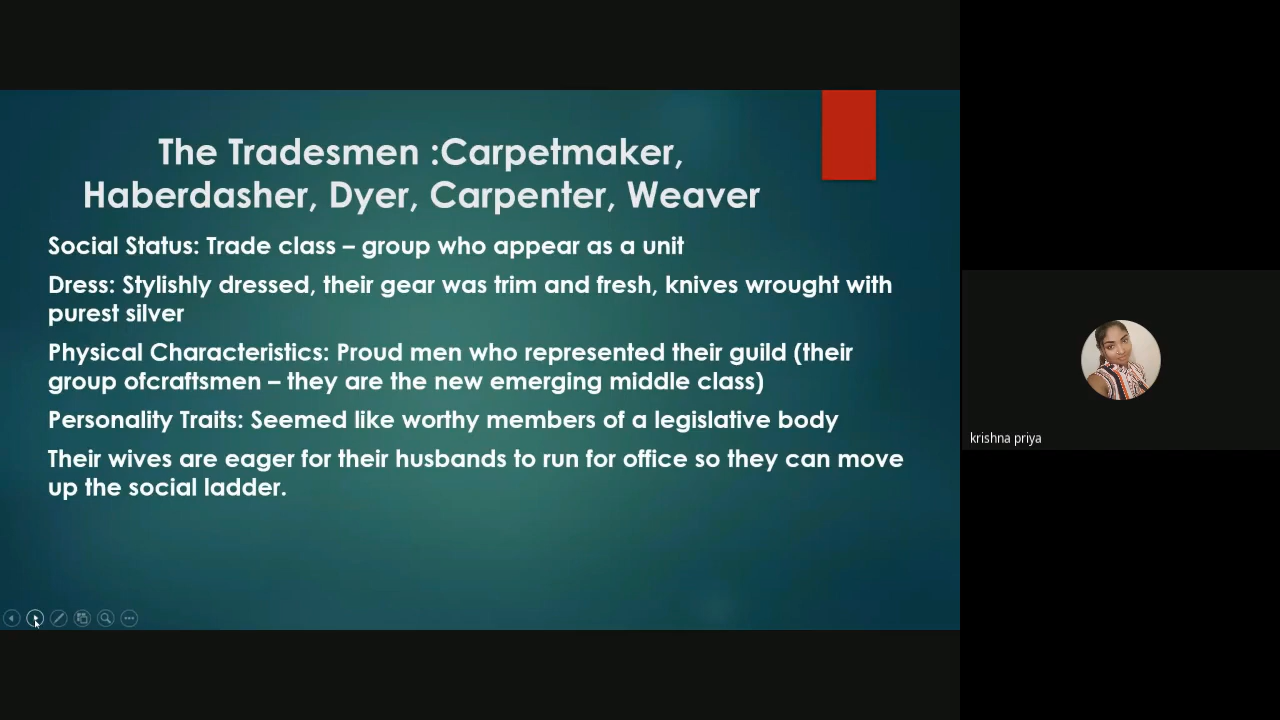 The Tradesmen :Carpetmaker,
Haberdasher, Dyer, Carpenter, Weaver
Social Status: Trade class – group who appear as a unit
Dress: Stylishly dressed, their gear was trim and fresh, knives wrought with
purest silver
Physical Characteristics: Proud men who represented their guild (their
group ofcraftsmen – they are the new emerging middle class)
Personality Traits: Seemed like worthy members of a legislative body
Their wives are eager for their husbands to run for office so they can move
up the social ladder.
krishna priya